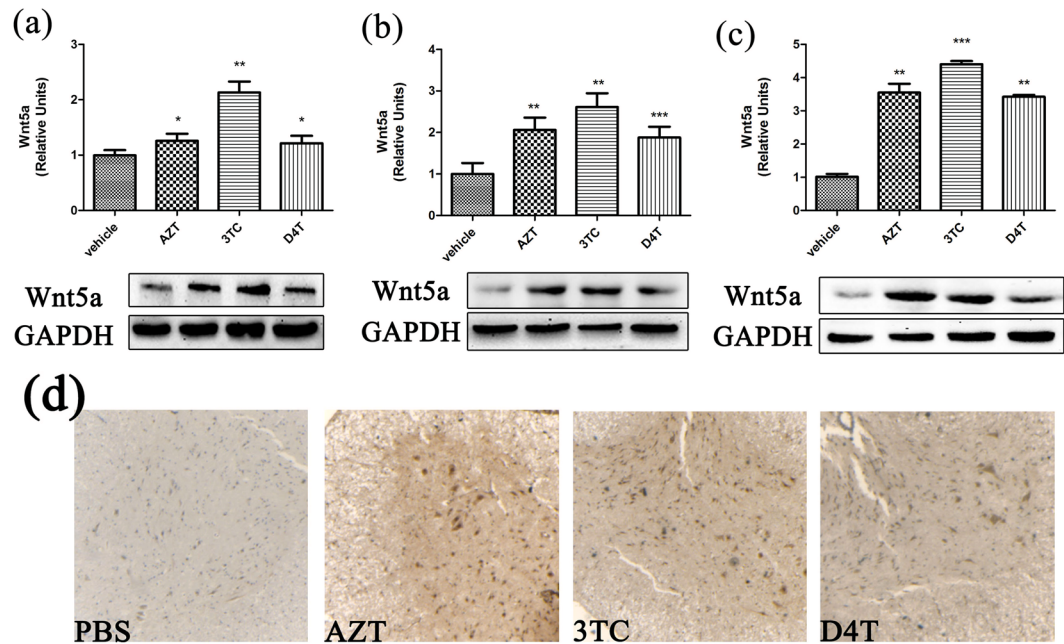 (a)
Wnt5a
(Relative Units)
3
2
1
0
**
*
*
vehicle
AZT
3TC
D4T
Wnt5a
GAPDH
(b)
Wnt5a
(Relative Units)
4
3
2
1
0
**
**
***
vehicle
AZT
3TC
D4T
Wnt5a
GAPDH
(c)
Wnt5a
(Relative Units)
5
4
3
2
1
0
**
***
**
vehicle
AZT
3TC
D4T
Wnt5a
GAPDH
(d)
PBS
AZT
3TC
D4T